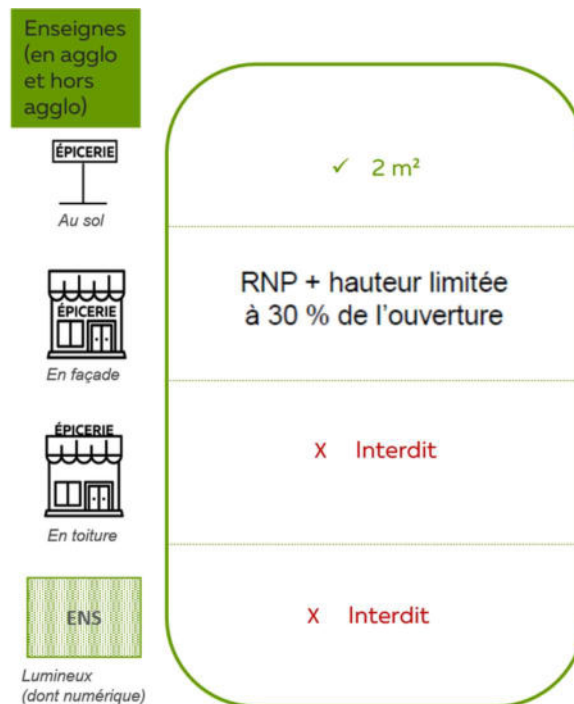 Enseignes
(en agglo
et hors
agglo)
ÉPICERIE
Au sol
✓ 2 m²
ÉPICERIE
En façade
RNP + hauteur limitée
à 30 % de l’ouverture
ÉPICERIE
En toiture
X Interdit
ENS
Lumineux
(dont numérique)
X Interdit